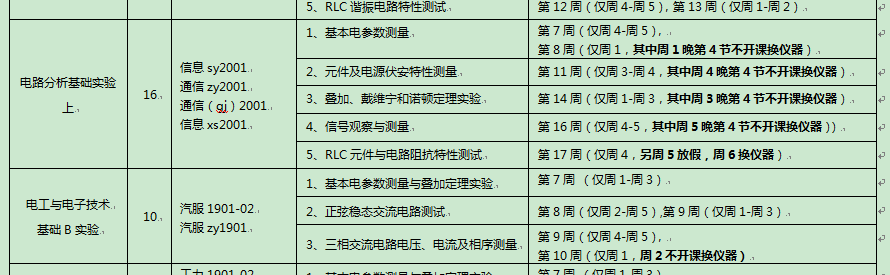 5、RLC 谐振电路特性测试
第 12 周（仅周 4-周 5），第 13 周（仅周 1-周 2）
电路分析基础实验
上
16
信息 sy2001
通信 zy2001
通信（gj）2001
信息 xs2001
1、基本电参数测量
第 7 周（仅周 4-周 5），
第 8 周（仅周 1，其中周 1 晚第 4 节不开课换仪器）
2、元件及电源伏安特性测量
第 11 周（仅周 3-周 4，其中周 4 晚第 4 节不开课换仪器）
3、叠加、戴维宁和诺顿定理实验
第 14 周（仅周 1-周 3，其中周 3 晚第 4 节不开课换仪器）
4、信号观察与测量
第 16 周（仅周 4-5，其中周 5 晚第 4 节不开课换仪器））
5、RLC 元件与电路阻抗特性测试
第 17 周（仅周 4，另周 5 放假，周 6 换仪器）
电工与电子技术
基础 B 实验
10
汽服 1901-02
汽服 zy1901
1、基本电参数测量与叠加定理实验
第 7 周 （仅周 1-周 3）
2、正弦稳态交流电路测试
第 8 周（仅周 2-周 5）,第 9 周（仅周 1-周 3）
3、三相交流电路电压、电流及相序测量
第 9 周（仅周 4-周 5），
第 10 周（仅周 1，周 2 不开课换仪器）